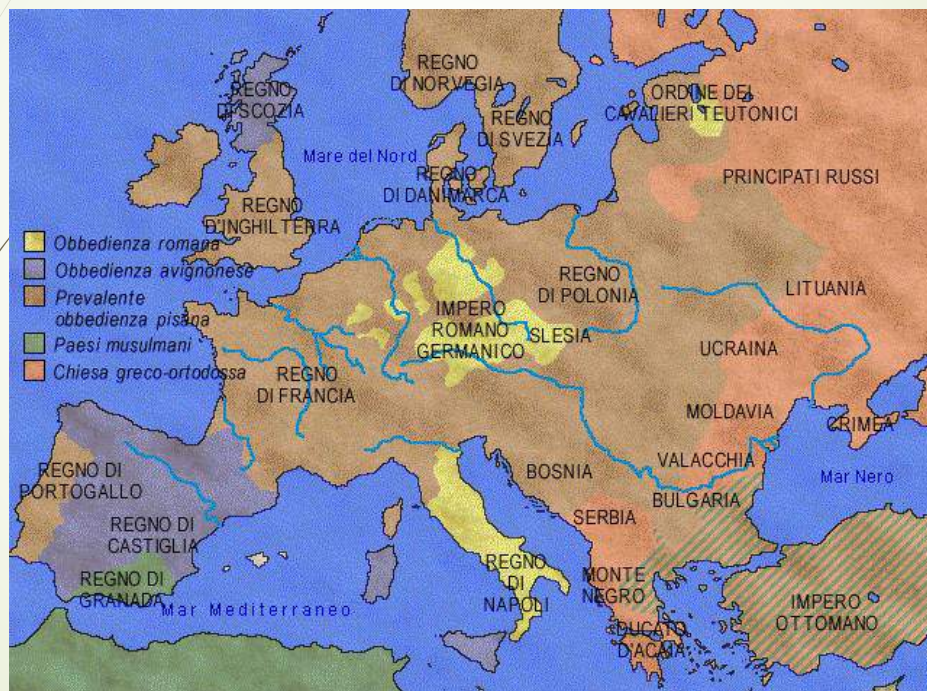 REGNO
DI NORVEGIA
REGNO
DI SCOZIA
ORDINE DEI
CAVALIERI TEUTONICI
REGNO
DI SVEZIA
Mare del Nord
REGNO
DI DANIMARCA
PRINCIPATI RUSSI
REGNO
D'INGHILTERRA
Obbedienza romana
Obbedienza avignonese
Prevalente
obbedienza pisana
Paesi musulmani
Chiesa greco-ortodossa
REGNO
DI POLONIA
LITUANIA
IMPERO
ROMANO
GERMANICO
SLESIA
UCRAINA
REGNO
DI FRANCIA
MOLDAVIA
CRIMEA
VALACCHIA
BOSNIA
Mar Nero
BULGARIA
REGNO DI
PORTOGALLO
SERBIA
REGNO DI
CASTIGLIA
REGNO DI
GRANADA
REGNO
DI
NAPOLI
MONTE
NEGRO
Mar Mediterraneo
IMPERO
OTTOMANO
DUCATO
D'ACAIA